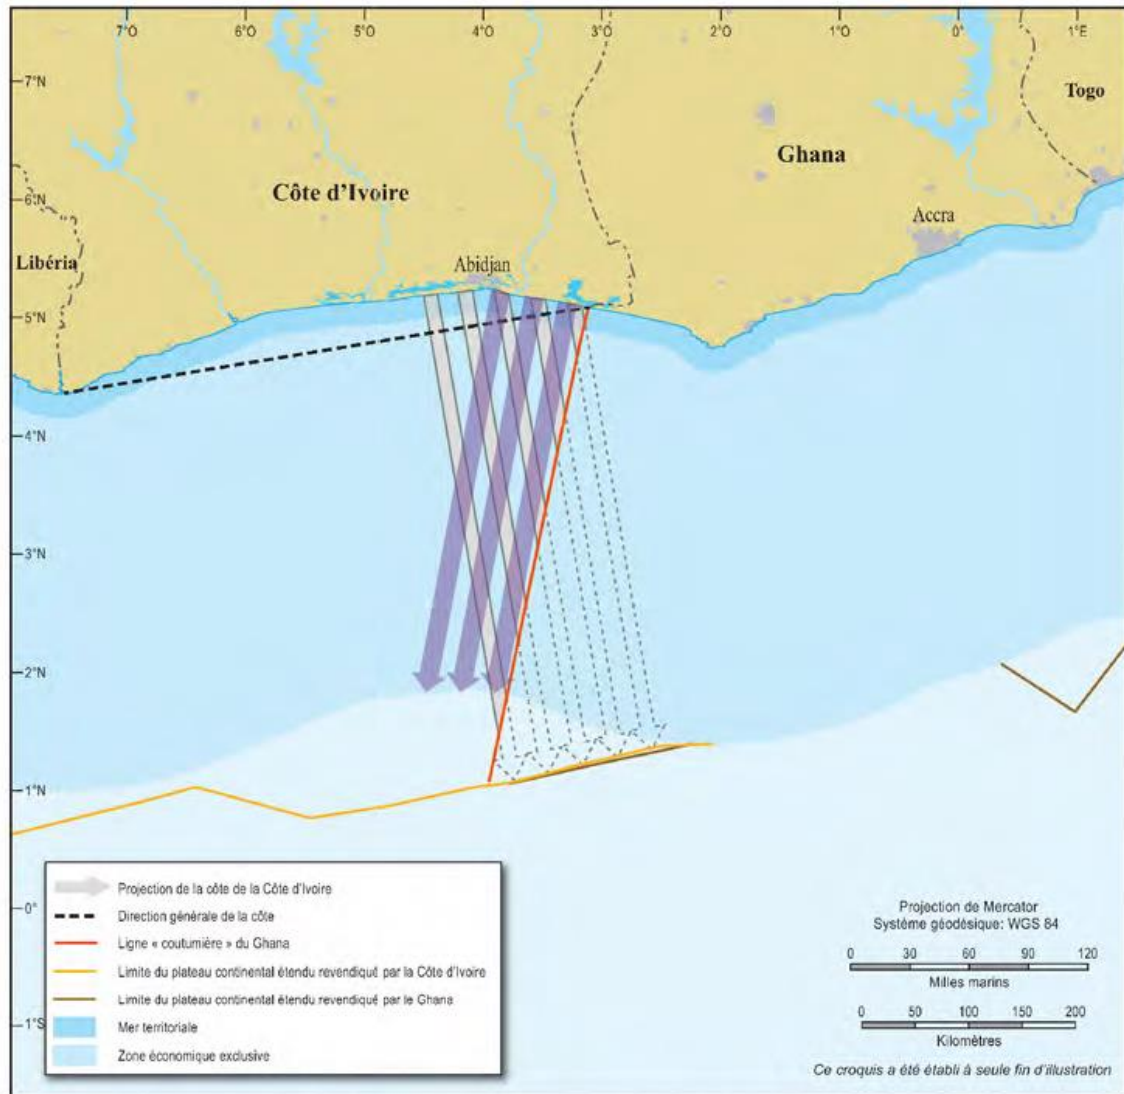 7°O 6°O 5°O 4°O 3°O 2°O 1°O 0° 1°E
7°N
Togo
Ghana
6°N
Côte d'Ivoire
Accra
Libéria
Abidjan
5°N
4°N
3°N
2°N
1°N
0°
1°S
Projection de la côte de la Côte d'Ivoire
Direction générale de la côte
Ligne « coutumière » du Ghana
Limite du plateau continental étendu revendiqué par la Côte d'Ivoire
Limite du plateau continental étendu revendiqué par le Ghana
Mer territoriale
Zone économique exclusive
Projection de Mercator
Système géodésique: WGS 84
0 30 60 90 120
Milles marins
0 50 100 150 200
Kilomètres
Ce croquis a été établi à seule fin d'illustration